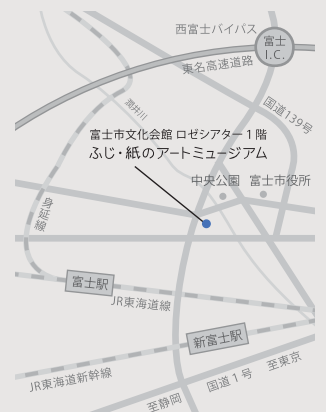 西富士バイパス
富士
I.C.
東名高速道路
国道139号
潤井川
富士市文化会館 ロゼシアター1階
ふじ・紙のアートミュージアム
中央公園
富士市役所
身延線
富士駅
JR東海道線
新富士駅
JR東海道新幹線
国道1号
至東京
至静岡